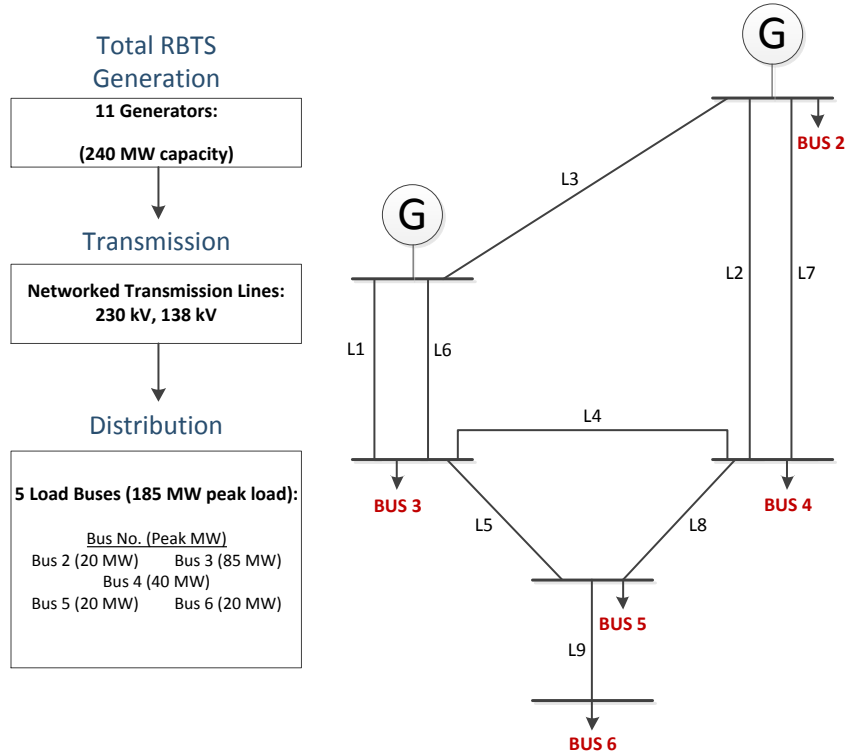 Total RBTS
Generation
11 Generators:
(240 MW capacity)
Transmission
Networked Transmission Lines:
230 kV, 138 kV
Distribution
5 Load Buses (185 MW peak load):
Bus No. (Peak MW)
Bus 2 (20 MW) Bus 3 (85 MW)
Bus 4 (40 MW)
Bus 5 (20 MW) Bus 6 (20 MW)
G
BUS 2
L3
G
L2
L7
L1
L6
L4
BUS 3
BUS 4
L5
L8
BUS 5
L9
BUS 6